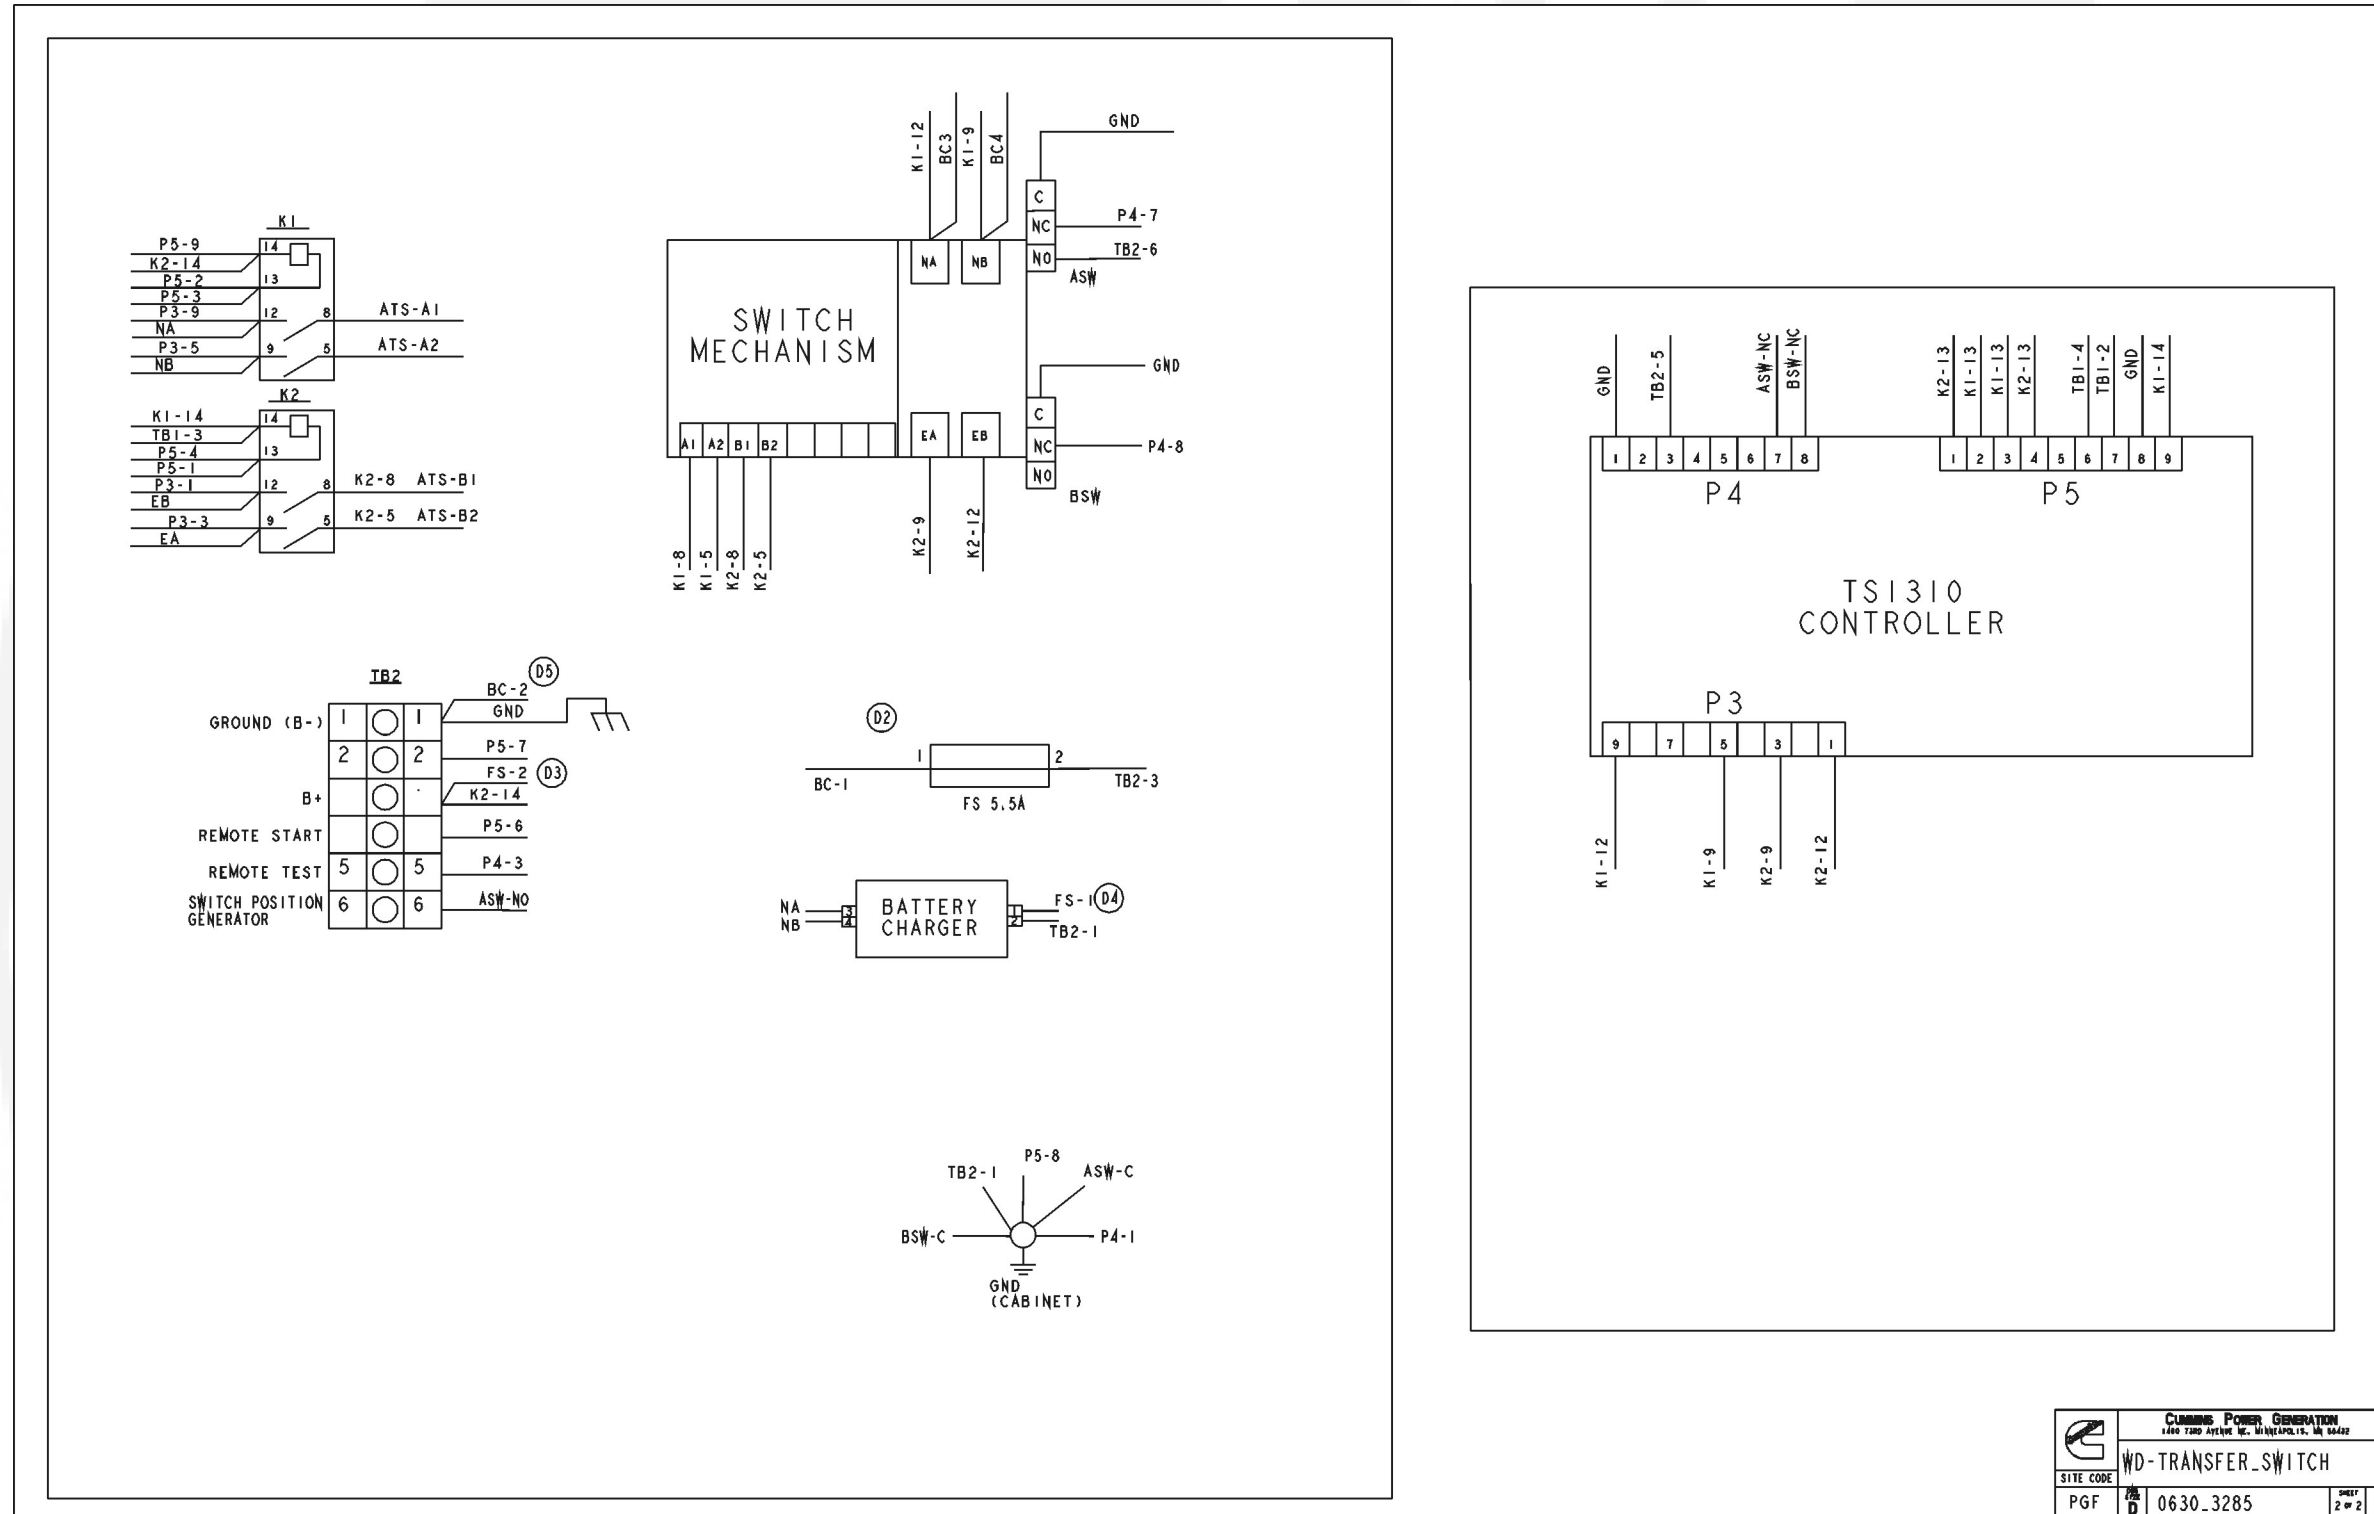 K1
P5-9
K2-14
P5-2
P5-3
P3-9
NA
P3-5
NB
14
13
12
9
8
5
ATS-A1
ATS-A2
K2
K1-14
TB1-3
P5-4
P5-1
P3-1
EB
P3-3
EA
14
13
12
9
8
5
K2-8 ATS-B1
K2-5 ATS-B2
K1-12
BC3
K1-9
BC4
GND
C
NC
NO
P4-7
TB2-6
ASW
NA
NB
SWITCH
MECHANISM
A1 A2 B1 B2
EA
EB
GND
C
NC
NO
P4-8
BSW
K1-8
K1-5
K2-8
K2-5
K2-9
K2-12
TB2
GROUND (B-)
1 1
BC-2
D5
GND
2 2
P5-7
FS-2
D3
B+
K2-14
REMOTE START
P5-6
REMOTE TEST
5 5
P4-3
SWITCH POSITION
GENERATOR
6 6
ASW-NO
D2
1
2
BC-1
TB2-3
FS 5.5A
NA
NB
3
4
BATTERY
CHARGER
1
2
FS-1
D4
TB2-1
TB2-1
P5-8
ASW-C
BSW-C
P4-1
GND
(CABINET)
GND
TB2-5
ASW-NC
BSW-NC
K2-13
K1-13
K1-13
K2-13
TB1-4
TB1-2
GND
K1-14
1 2 3 4 5 6 7 8
1 2 3 4 5 6 7 8 9
P4
P5
TS1310
CONTROLLER
P3
9 7 5 3 1
K1-12
K1-9
K2-9
K2-12
CUMMINS POWER GENERATION
1400 73RD AVENUE NE. MINNEAPOLIS, MN 55432
WD-TRANSFER_SWITCH
SITE CODE
PGF
D
0630_3285
SHEET
2 OF 2